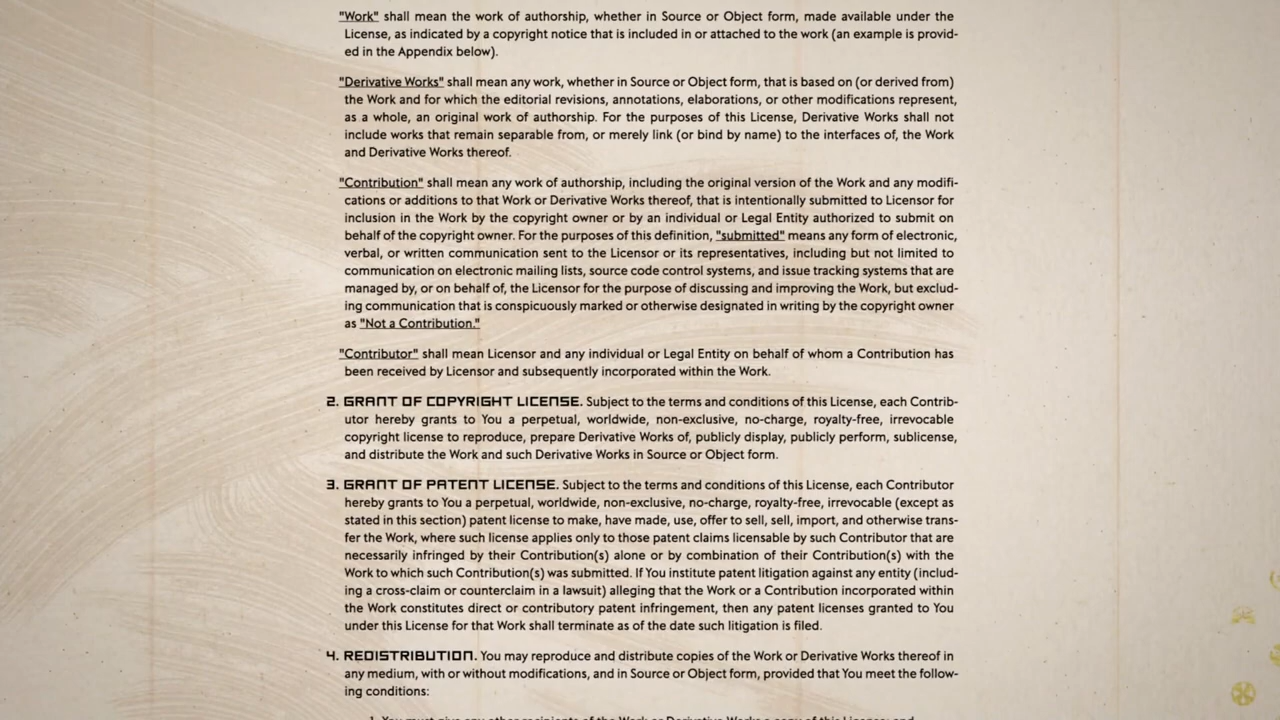 "Work" shall mean the work of authorship, whether in Source or Object form, made available under the
License, as indicated by a copyright notice that is included in or attached to the work (an example is provid-
ed in the Appendix below).
"Derivative Works" shall mean any work, whether in Source or Object form, that is based on (or derived from)
the Work and for which the editorial revisions, annotations, elaborations, or other modifications represent,
as a whole, an original work of authorship. For the purposes of this License, Derivative Works shall not
include works that remain separable from, or merely link (or bind by name) to the interfaces of, the Work
and Derivative Works thereof.
"Contribution" shall mean any work of authorship, including the original version of the Work and any modifi-
cations or additions to that Work or Derivative Works thereof, that is intentionally submitted to Licensor for
inclusion in the Work by the copyright owner or by an individual or Legal Entity authorized to submit on
behalf of the copyright owner. For the purposes of this definition, "submitted" means any form of electronic,
verbal, or written communication sent to the Licensor or its representatives, including but not limited to
communication on electronic mailing lists, source code control systems, and issue tracking systems that are
managed by, or on behalf of, the Licensor for the purpose of discussing and improving the Work, but exclud-
ing communication that is conspicuously marked or otherwise designated in writing by the copyright owner
as "Not a Contribution."
"Contributor" shall mean Licensor and any individual or Legal Entity on behalf of whom a Contribution has
been received by Licensor and subsequently incorporated within the Work.
2. GRANT OF COPYRIGHT LICENSE. Subject to the terms and conditions of this License, each Contrib-
utor hereby grants to You a perpetual, worldwide, non-exclusive, no-charge, royalty-free, irrevocable
copyright license to reproduce, prepare Derivative Works of, publicly display, publicly perform, sublicense,
and distribute the Work and such Derivative Works in Source or Object form.
3. GRANT OF PATENT LICENSE. Subject to the terms and conditions of this License, each Contributor
hereby grants to You a perpetual, worldwide, non-exclusive, no-charge, royalty-free, irrevocable (except as
stated in this section) patent license to make, have made, use, offer to sell, sell, import, and otherwise trans-
fer the Work, where such license applies only to those patent claims licensable by such Contributor that are
necessarily infringed by their Contribution(s) alone or by combination of their Contribution(s) with the
Work to which such Contribution(s) was submitted. If You institute patent litigation against any entity (includ-
ing a cross-claim or counterclaim in a lawsuit) alleging that the Work or a Contribution incorporated within
the Work constitutes direct or contributory patent infringement, then any patent licenses granted to You
under this License for that Work shall terminate as of the date such litigation is filed.
4. REDISTRIBUTION. You may reproduce and distribute copies of the Work or Derivative Works thereof in
any medium, with or without modifications, and in Source or Object form, provided that You meet the follow-
ing conditions: